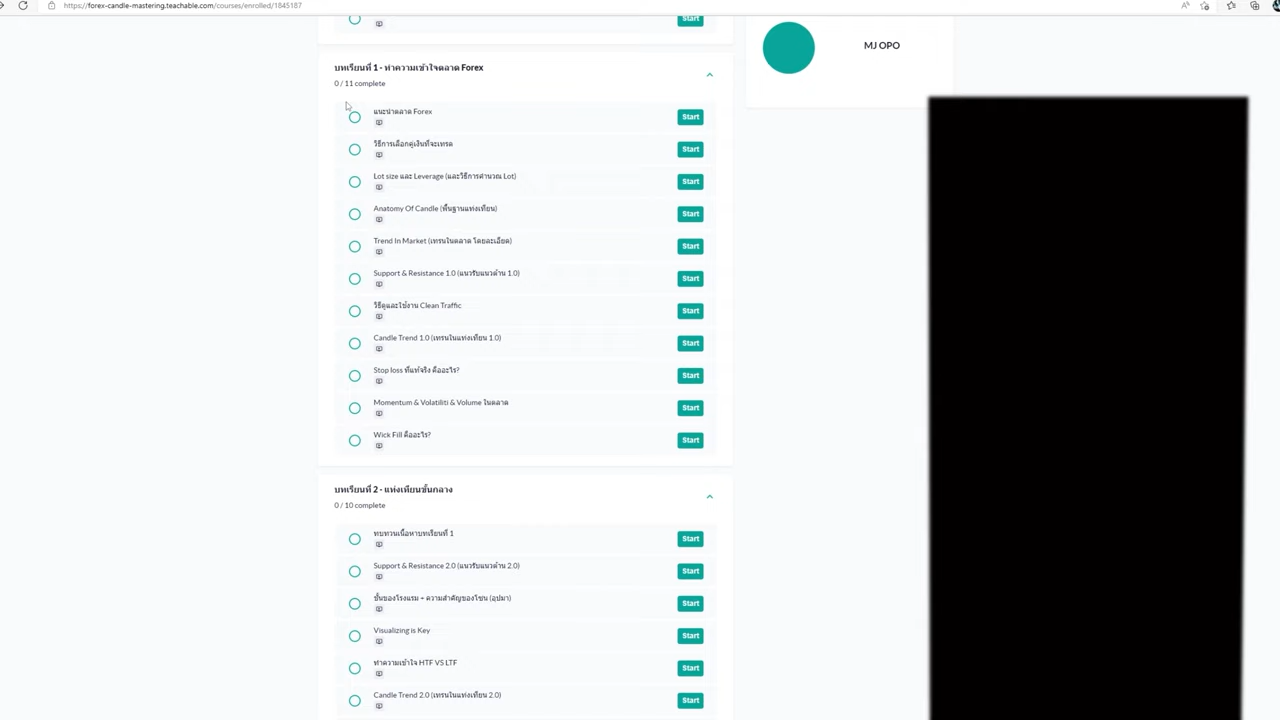 https://forex-candle-mastering.teachable.com/courses/enrolled/1845187
Start
MJ OPO
บทเรียนที่ 1 - ทำความเข้าใจตลาด Forex
0 / 11 complete
แนะนำตลาด Forex
Start
วิธีการเลือกคู่เงินที่จะเทรด
Start
Lot size และ Leverage (และวิธีการคำนวณ Lot)
Start
Anatomy Of Candle (พื้นฐานแท่งเทียน)
Start
Trend In Market (เทรนในตลาด โดยละเอียด)
Start
Support & Resistance 1.0 (แนวรับแนวต้าน 1.0)
Start
วิธีดูและใช้งาน Clean Traffic
Start
Candle Trend 1.0 (เทรนในแท่งเทียน 1.0)
Start
Stop loss ที่แท้จริง คืออะไร?
Start
Momentum & Volatiliti & Volume ในตลาด
Start
Wick Fill คืออะไร?
Start
บทเรียนที่ 2 - แท่งเทียนขั้นกลาง
0 / 10 complete
ทบทวนเนื้อหาบทเรียนที่ 1
Start
Support & Resistance 2.0 (แนวรับแนวต้าน 2.0)
Start
ชั้นของโรงแรม + ความสำคัญของโซน (อุปมา)
Start
Visualizing is Key
Start
ทำความเข้าใจ HTF VS LTF
Start
Candle Trend 2.0 (เทรนในแท่งเทียน 2.0)
Start